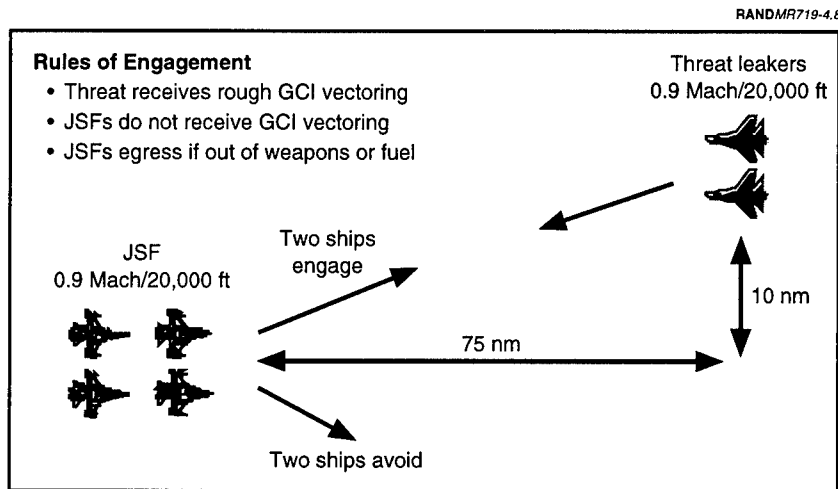 RANDMR719-4.8
Rules of Engagement
• Threat receives rough GCI vectoring
• JSFs do not receive GCI vectoring
• JSFs egress if out of weapons or fuel
Threat leakers
0.9 Mach/20,000 ft
Two ships
engage
JSF
0.9 Mach/20,000 ft
10 nm
75 nm
Two ships avoid